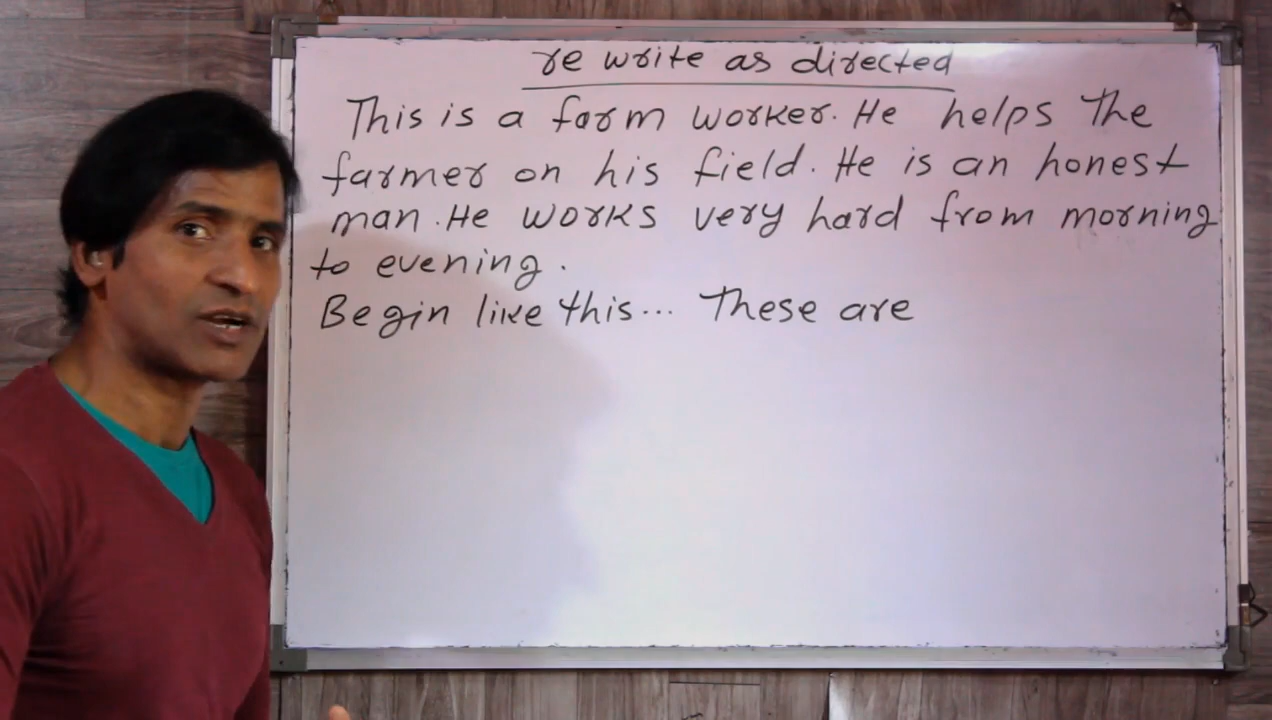 re write as directed
This is a farm worker. He helps the
farmer on his field. He is an honest
man. He works very hard from morning
to evening.
Begin like this... These are